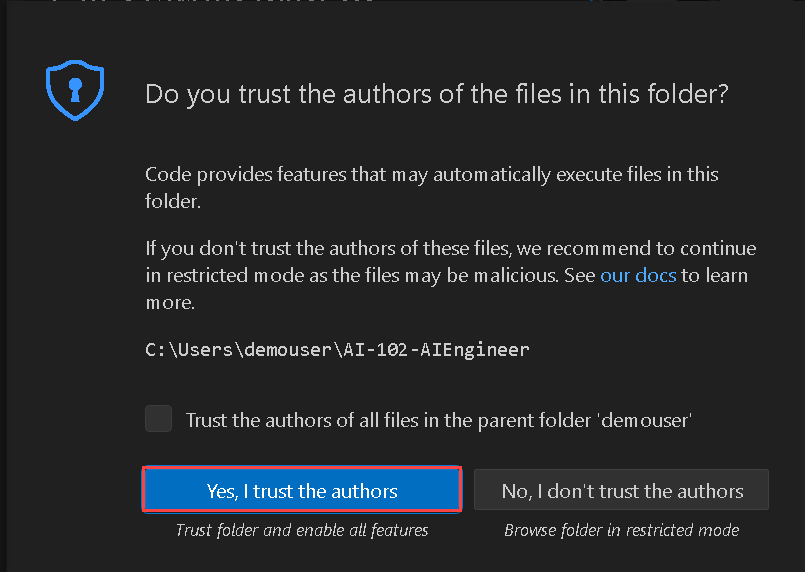 Do you trust the authors of the files in this folder?
Code provides features that may automatically execute files in this
folder.
If you don't trust the authors of these files, we recommend to continue
in restricted mode as the files may be malicious. See our docs to learn
more.
C:\Users\demouser\AI-102-AIEngineer
Trust the authors of all files in the parent folder 'demouser'
Yes, I trust the authors
No, I don't trust the authors
Trust folder and enable all features
Browse folder in restricted mode